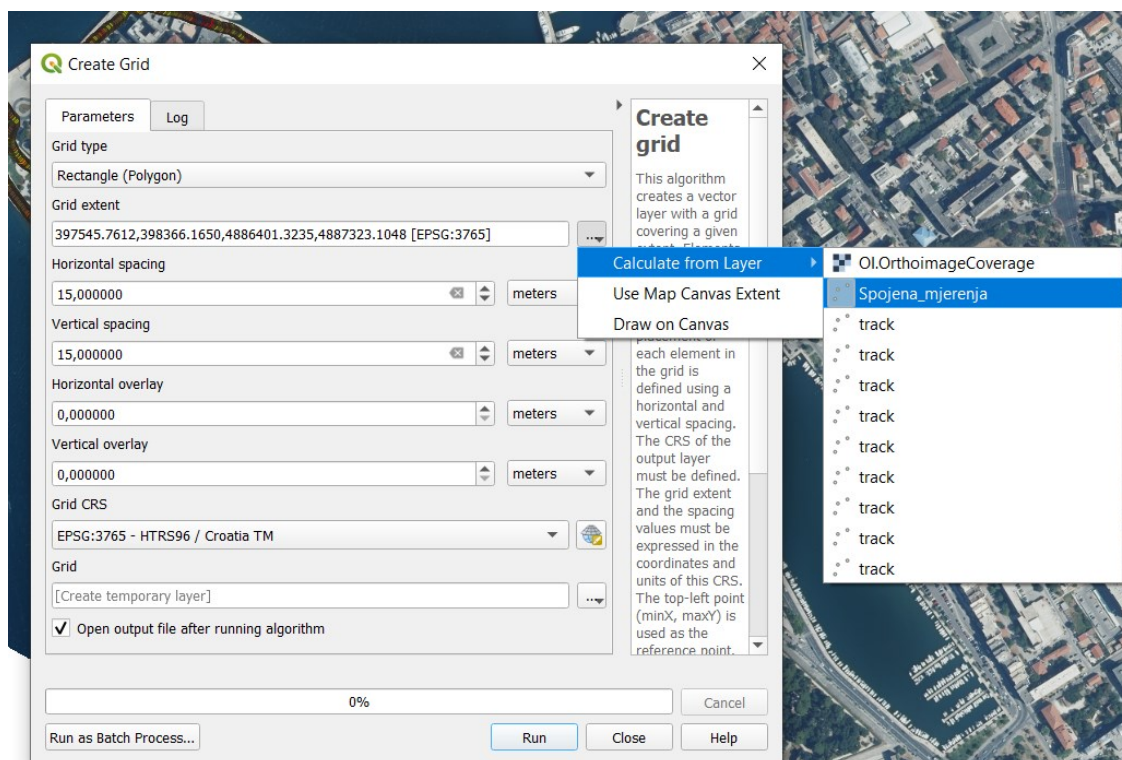 Create Grid
Parameters
Log
Grid type
Rectangle (Polygon)
Grid extent
397545.7612,398366.1650,4886401.3235,4887323.1048 [EPSG:3765]
Horizontal spacing
15,000000
meters
Vertical spacing
15,000000
meters
Horizontal overlay
0,000000
meters
Vertical overlay
0,000000
meters
Grid CRS
EPSG:3765 - HTRS96 / Croatia TM
Grid
[Create temporary layer]
Open output file after running algorithm
0%
Cancel
Run as Batch Process...
Run
Close
Help
Create
grid
This algorithm
creates a vector
layer with a grid
covering a given
Calculate from Layer
Use Map Canvas Extent
Draw on Canvas
OI.OrthoimageCoverage
Spojena_mjerenja
track
track
track
track
track
track
track
track
track
placement of
each element in
the grid is
defined using a
horizontal and
vertical spacing.
The CRS of the
output layer
must be defined.
The grid extent
and the spacing
values must be
expressed in the
coordinates and
units of this CRS.
The top-left point
(minX, maxY) is
used as the
reference point.